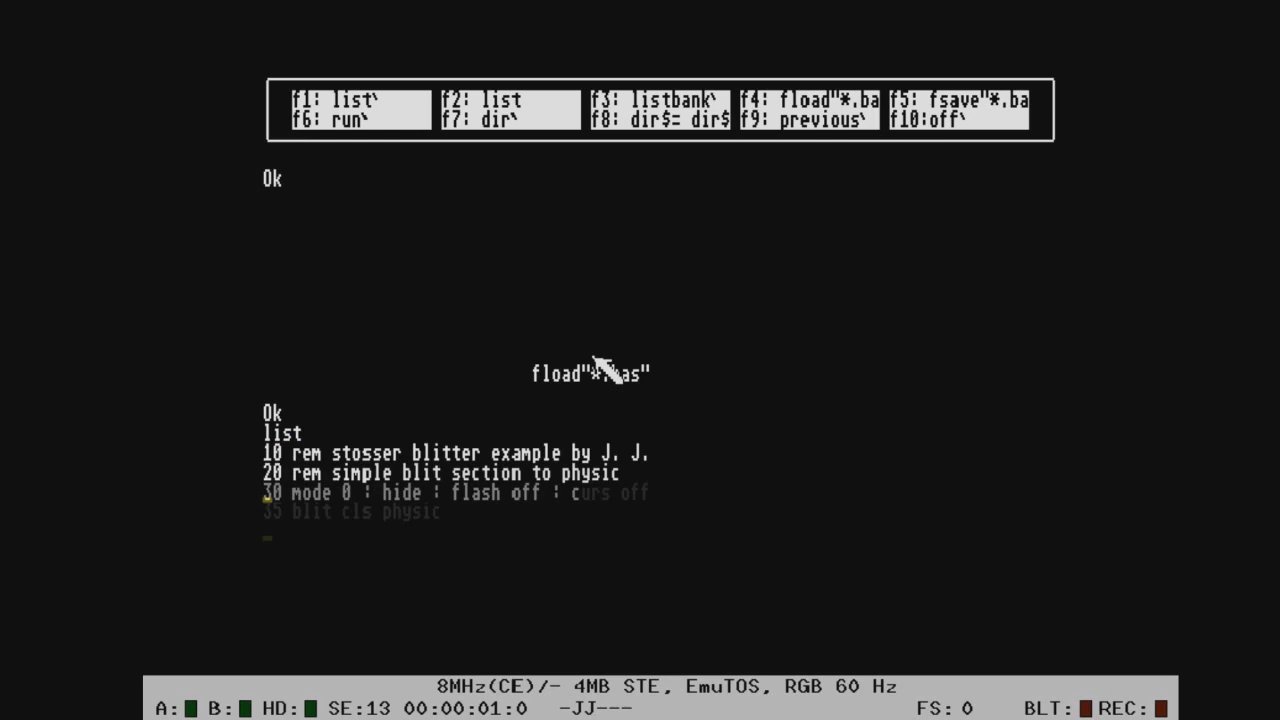 f1: list` f2: list f3: listbank` f4: fload"*.ba f5: fsave"*.ba
f6: run` f7: dir` f8: dir$= dir$ f9: previous` f10:off`
Ok
fload"*.bas"
Ok
list
10 rem stosser blitter example by J. J.
20 rem simple blit section to physic
30 mode 0 : hide : flash off : curs off
35 blit cls physic
8MHz(CE)/- 4MB STE, EmuTOS, RGB 60 Hz
A: B: HD: SE:13 00:00:01:0 -JJ--- FS: 0 BLT: REC: